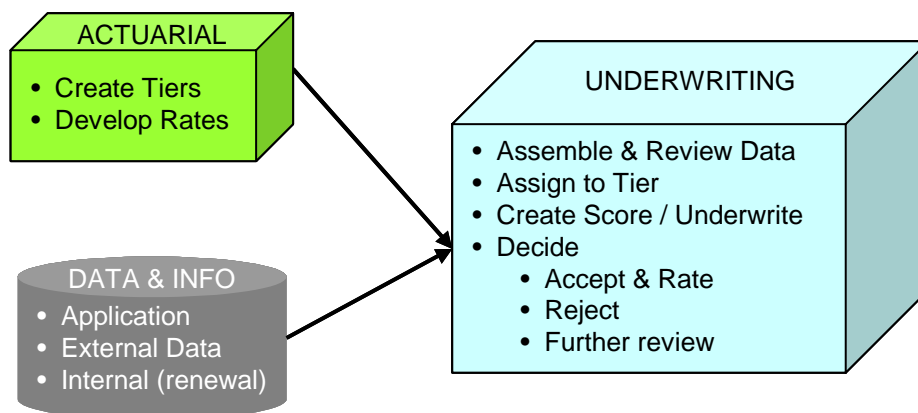 ACTUARIAL
• Create Tiers
• Develop Rates
DATA & INFO
• Application
• External Data
• Internal (renewal)
UNDERWRITING
• Assemble & Review Data
• Assign to Tier
• Create Score / Underwrite
• Decide
• Accept & Rate
• Reject
• Further review